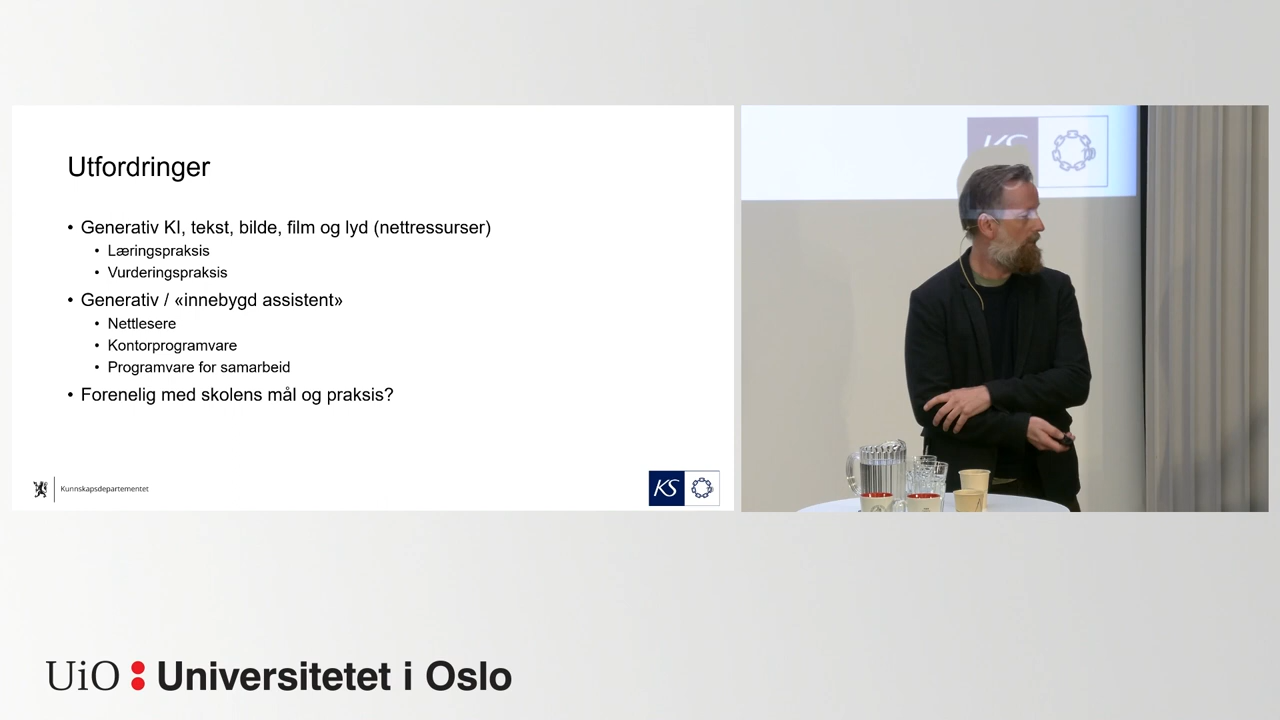 Utfordringer
• Generativ KI, tekst, bilde, film og lyd (nettressurser)
• Læringspraksis
• Vurderingspraksis
• Generativ / «innebygd assistent»
• Nettlesere
• Kontorprogramvare
• Programvare for samarbeid
• Forenelig med skolens mål og praksis?
Kunnskapsdepartementet
KS
KS
UiO : Universitetet i Oslo